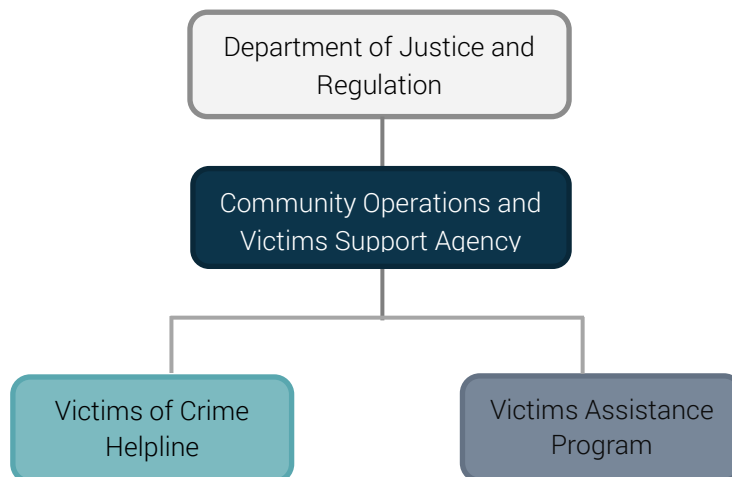 Department of Justice and
Regulation
Community Operations and
Victims Support Agency
Victims of Crime
Helpline
Victims Assistance
Program